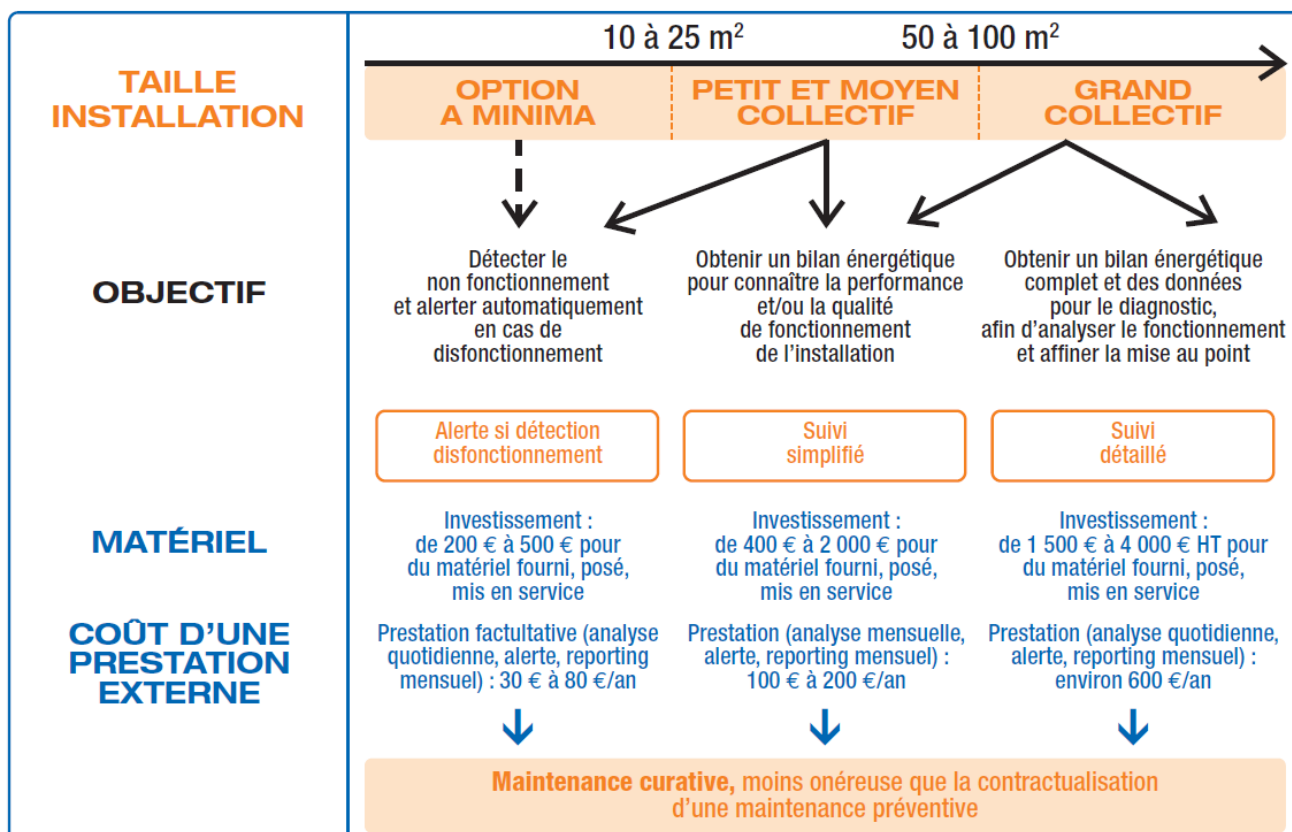 10 à 25 m²
50 à 100 m²
TAILLE
INSTALLATION
OPTION
A MINIMA
PETIT ET MOYEN
COLLECTIF
GRAND
COLLECTIF
OBJECTIF
Détecter le
non fonctionnement
et alerter automatiquement
en cas de
disfonctionnement
Obtenir un bilan énergétique
pour connaître la performance
et/ou la qualité
de fonctionnement
de l'installation
Obtenir un bilan énergétique
complet et des données
pour le diagnostic,
afin d'analyser le fonctionnement
et affiner la mise au point
Alerte si détection
disfonctionnement
Suivi
simplifié
Suivi
détaillé
MATÉRIEL
Investissement :
de 200 € à 500 € pour
du matériel fourni, posé,
mis en service
Investissement :
de 400 € à 2 000 € pour
du matériel fourni, posé,
mis en service
Investissement :
de 1 500 € à 4 000 € HT pour
du matériel fourni, posé,
mis en service
COÛT D'UNE
PRESTATION
EXTERNE
Prestation factultative (analyse
quotidienne, alerte, reporting
mensuel) : 30 € à 80 €/an
Prestation (analyse mensuelle,
alerte, reporting mensuel) :
100 € à 200 €/an
Prestation (analyse quotidienne,
alerte, reporting mensuel) :
environ 600 €/an
Maintenance curative, moins onéreuse que la contractualisation
d'une maintenance préventive